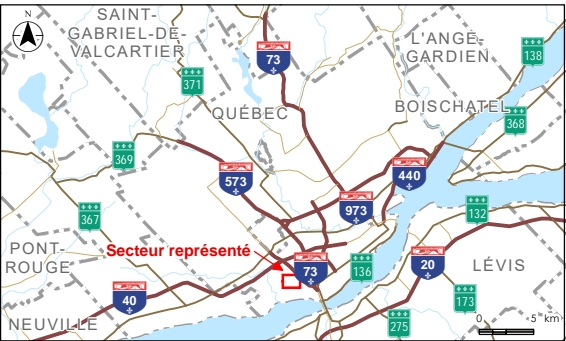 N
SAINT-
GABRIEL-DE-
VALCARTIER
L'ANGE-
GARDIEN
138
73
371
QUÉBEC
BOISCHATEL
368
369
573
440
973
132
367
PONT-
ROUGE
Secteur représenté
73
136
20
LÉVIS
40
173
NEUVILLE
275
0 5 km